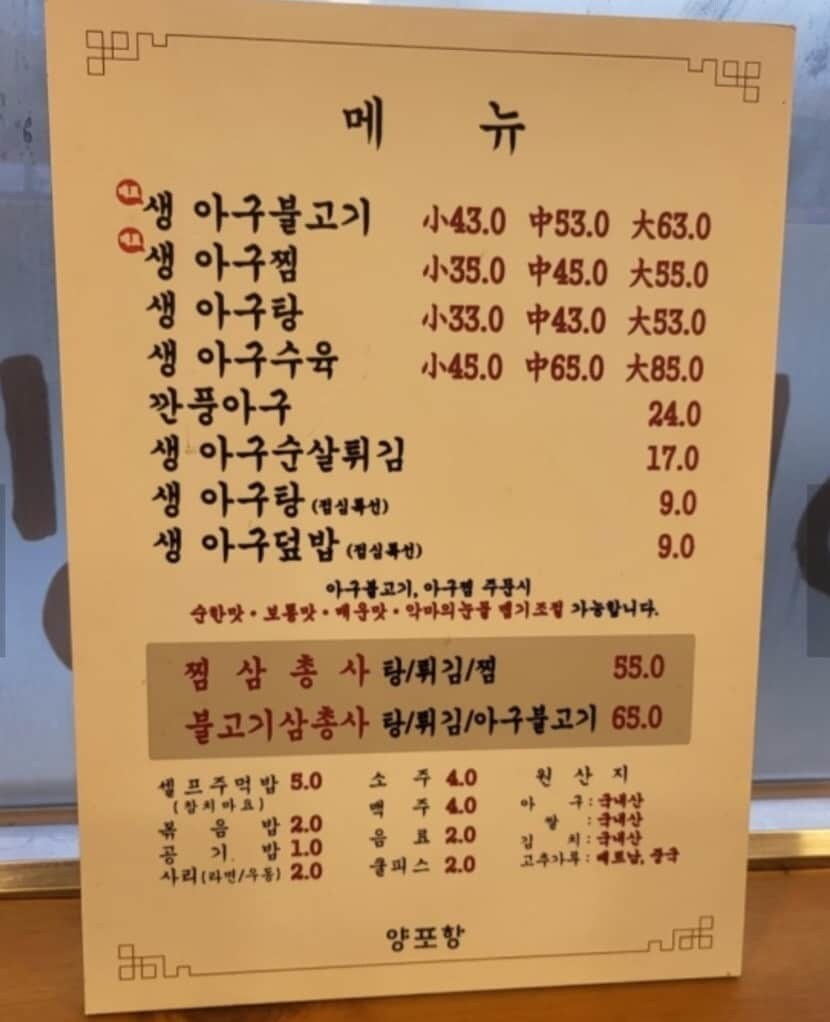 메 뉴
생 아구불고기 小43.0 中53.0 大63.0
생 아구찜 小35.0 中45.0 大55.0
생 아구탕 小33.0 中43.0 大53.0
생 아구수육 小45.0 中65.0 大85.0
깐풍아구 24.0
생 아구순살튀김 17.0
생 아구탕 (점심특선) 9.0
생 아구덮밥 (점심특선) 9.0
아구불고기, 아구찜 주문시
순한맛 · 보통맛 · 매운맛 · 악마의눈물 맵기조절 가능합니다.
찜 삼 총 사 탕/튀김/찜 55.0
불고기삼총사 탕/튀김/아구불고기 65.0
셀프주먹밥 5.0
(참치마요)
볶 음 밥 2.0
공 기 밥 1.0
사리(라면/우동) 2.0
소 주 4.0
맥 주 4.0
음 료 2.0
쿨피스 2.0
원 산 지
아 구 : 국내산
쌀 : 국내산
김 치 : 국내산
고추가루 : 베트남, 중국
양포항